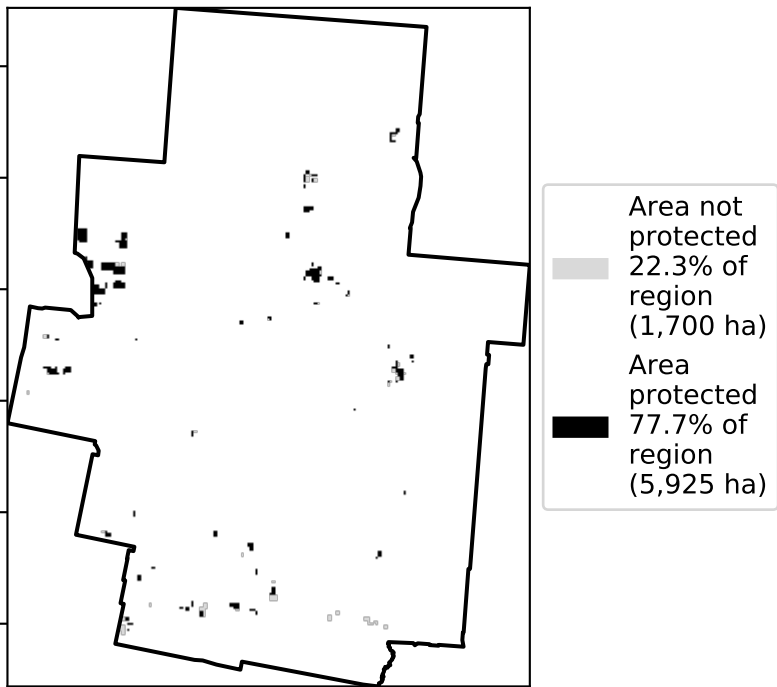 Area not
protected
22.3% of
region
(1,700 ha)
Area
protected
77.7% of
region
(5,925 ha)